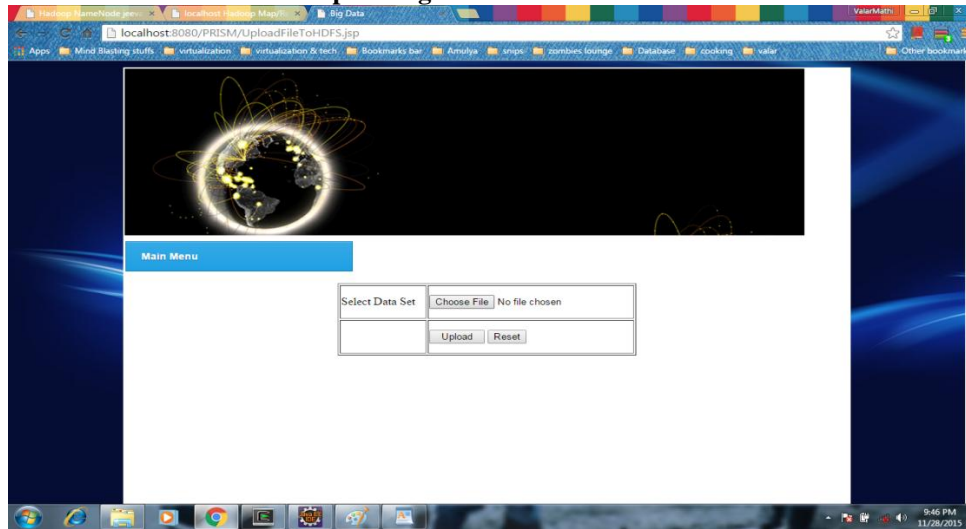 Hadoop NameNode jeev
localhost Hadoop Map/R
Big Data
ValarMathi
localhost:8080/PRISM/UploadFileToHDFS.jsp
Apps Mind Blasting stuffs virtualization virtualization & tech Bookmarks bar Amulya snips zombies lounge Database cooking valar Other bookmark
Main Menu
Select Data Set Choose File No file chosen
Upload Reset
9:46 PM
11/28/2015